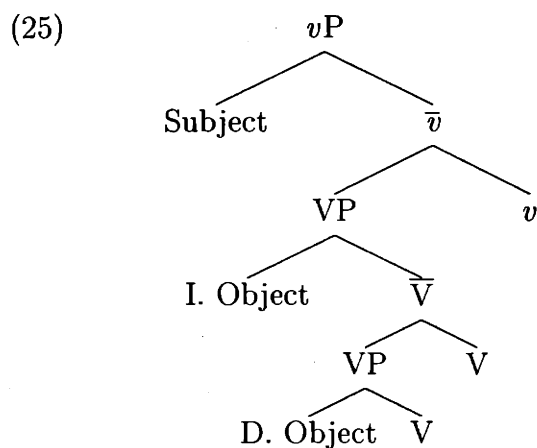 (25) vP
Subject v̄
VP v
I. Object V̄
VP V
D. Object V